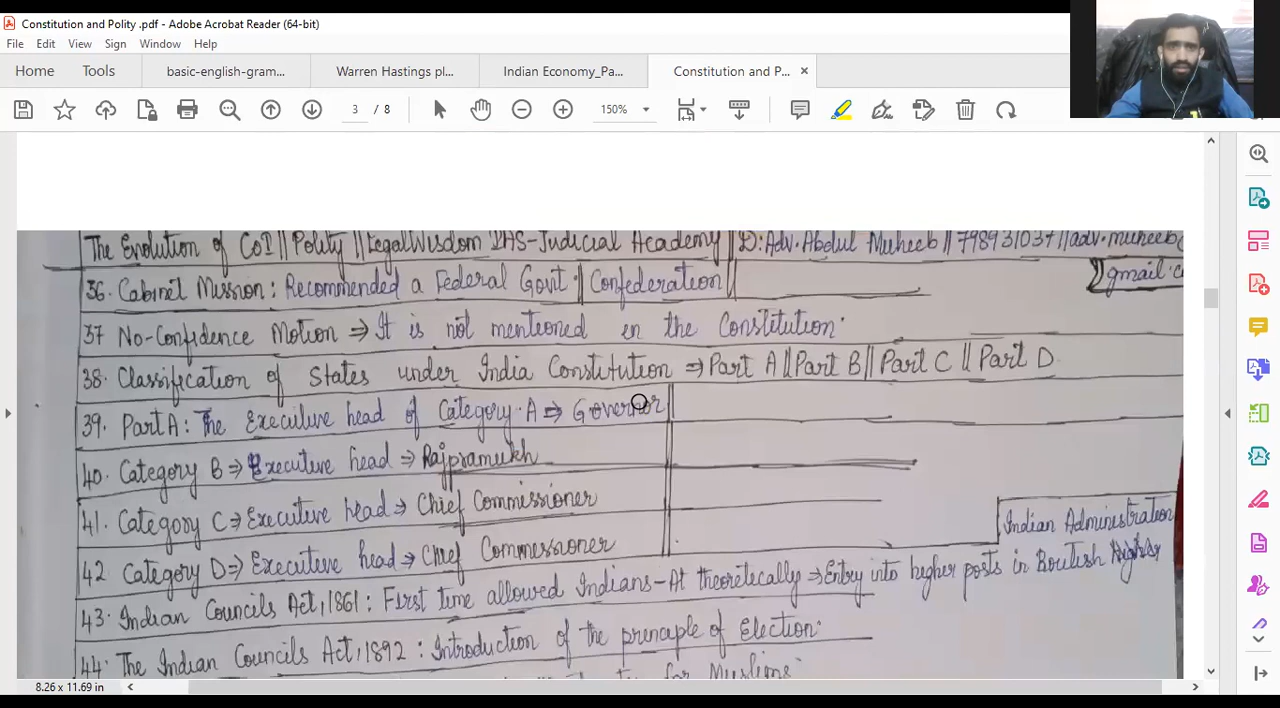 Constitution and Polity .pdf - Adobe Acrobat Reader (64-bit)
File Edit View Sign Window Help
Home Tools basic-english-gram... Warren Hastings pl... Indian Economy_Pa... Constitution and P... ×
3 / 8 150%
The Evolution of CoI || Polity || LegalWisdom IAS-Judicial Academy || D: Adv. Abdul Muheeb || 7989310371 || adv.muheeb@
gmail.c
36. Cabinet Mission: Recommended a Federal Govt. || Confederation ||
37 No-Confidence Motion ⇒ It is not mentioned in the Constitution.
38. Classification of States under India Constitution ⇒ Part A || Part B || Part C || Part D
39. Part A: The Executive head of Category A ⇒ Governor
40. Category B ⇒ Executive head ⇒ Rajpramukh
41. Category C ⇒ Executive head ⇒ Chief Commissioner
42 Category D ⇒ Executive head ⇒ Chief Commessioner
Indian Administration
43. Indian Councils Act, 1861: First time allowed Indians-At theoretically ⇒ Entry into higher posts in
44. The Indian Councils Act, 1892: Introduction of the principle of Election.
for Muslims
8.26 x 11.69 in